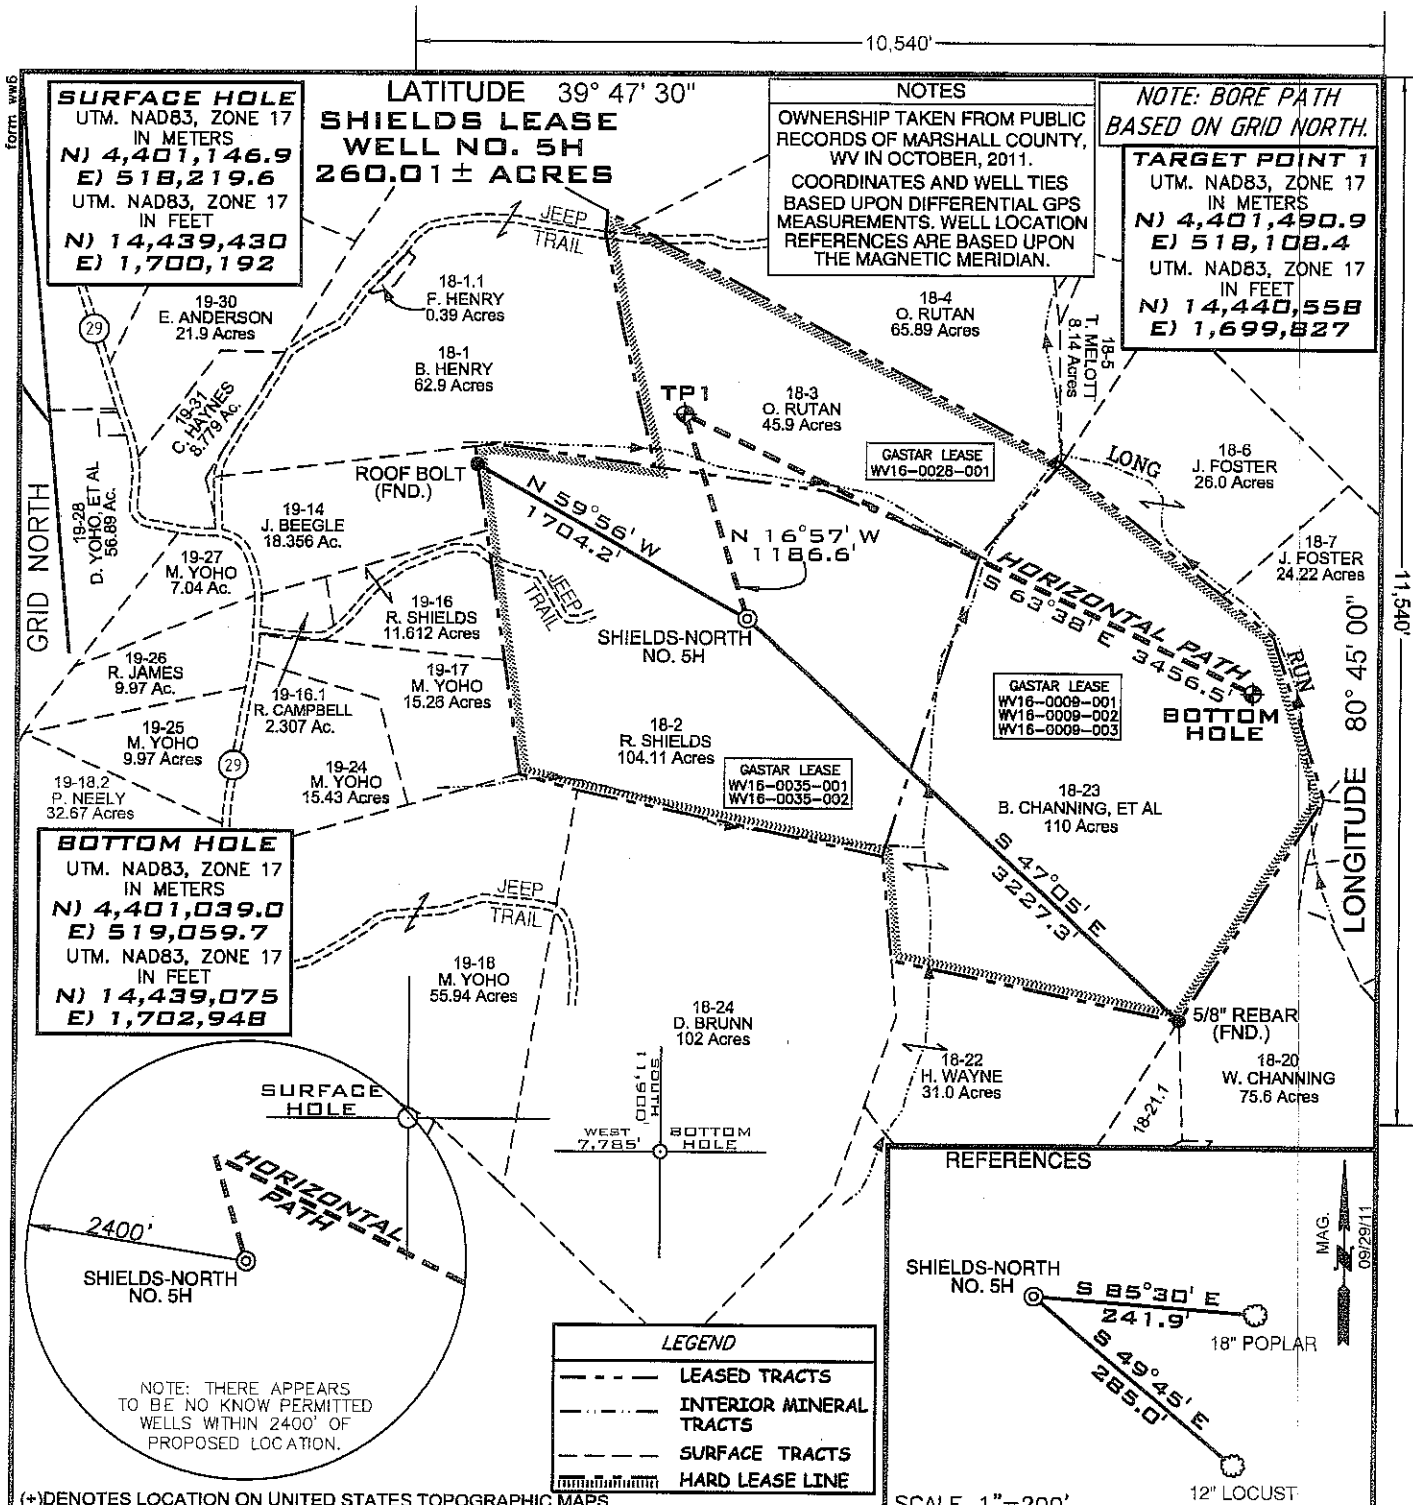 10,540'
form ww6
SURFACE HOLE
UTM. NAD83, ZONE 17
IN METERS
N) 4,401,146.9
E) 518,219.6
UTM. NAD83, ZONE 17
IN FEET
N) 14,439,430
E) 1,700,192
LATITUDE 39° 47' 30"
SHIELDS LEASE
WELL NO. 5H
260.01± ACRES
NOTES
OWNERSHIP TAKEN FROM PUBLIC
RECORDS OF MARSHALL COUNTY,
WV IN OCTOBER, 2011.
COORDINATES AND WELL TIES
BASED UPON DIFFERENTIAL GPS
MEASUREMENTS. WELL LOCATION
REFERENCES ARE BASED UPON
THE MAGNETIC MERIDIAN.
NOTE: BORE PATH
BASED ON GRID NORTH.
TARGET POINT 1
UTM. NAD83, ZONE 17
IN METERS
N) 4,401,490.9
E) 518,108.4
UTM. NAD83, ZONE 17
IN FEET
N) 14,440,558
E) 1,699,827
JEEP
TRAIL
18-1.1
F. HENRY
0.39 Acres
19-30
E. ANDERSON
21.9 Acres
29
18-4
O. RUTAN
65.89 Acres
18-5
T. MELOTT
8.14 Acres
18-1
B. HENRY
62.9 Acres
19-31
C. HAYNES
8.779 Ac.
TP1
18-3
O. RUTAN
45.9 Acres
GASTAR LEASE
WV16-0028-001
LONG
18-6
J. FOSTER
26.0 Acres
ROOF BOLT
(FND.)
GRID NORTH
19-28
D. YOHO, ET AL
56.89 Ac.
19-14
J. BEEGLE
18.356 Ac.
N 59°56' W
1704.2'
N 16°57' W
1186.6'
18-7
J. FOSTER
24.22 Acres
19-27
M. YOHO
7.04 Ac.
JEEP
TRAIL
HORIZONTAL PATH
S 63°38' E 3456.5'
11,540'
19-16
R. SHIELDS
11.612 Acres
SHIELDS-NORTH
NO. 5H
RUN
19-26
R. JAMES
9.97 Ac.
19-17
M. YOHO
15.28 Acres
19-16.1
R. CAMPBELL
2.307 Ac.
GASTAR LEASE
WV16-0009-001
WV16-0009-002
WV16-0009-003
BOTTOM
HOLE
19-25
M. YOHO
9.97 Acres
29
18-2
R. SHIELDS
104.11 Acres
LONGITUDE 80° 45' 00"
19-24
M. YOHO
15.43 Acres
GASTAR LEASE
WV16-0035-001
WV16-0035-002
19-18.2
P. NEELY
32.67 Acres
18-23
B. CHANNING, ET AL
110 Acres
BOTTOM HOLE
UTM. NAD83, ZONE 17
IN METERS
N) 4,401,039.0
E) 519,059.7
UTM. NAD83, ZONE 17
IN FEET
N) 14,439,075
E) 1,702,948
S 47°05' E
3227.3'
JEEP
TRAIL
19-18
M. YOHO
55.94 Acres
18-24
D. BRUNN
102 Acres
5/8" REBAR
(FND.)
18-22
H. WAYNE
31.0 Acres
18-20
W. CHANNING
75.6 Acres
18-21.1
SURFACE
HOLE
SOUTH
11,900'
WEST
7,785'
BOTTOM
HOLE
HORIZONTAL
PATH
2400'
SHIELDS-NORTH
NO. 5H
NOTE: THERE APPEARS
TO BE NO KNOW PERMITTED
WELLS WITHIN 2400' OF
PROPOSED LOCATION.
REFERENCES
MAG.
N
09/29/11
SHIELDS-NORTH
NO. 5H
S 85°30' E
241.9'
18" POPLAR
S 49°45' E
285.0'
12" LOCUST
SCALE 1"=200'
LEGEND
LEASED TRACTS
INTERIOR MINERAL
TRACTS
SURFACE TRACTS
HARD LEASE LINE
(+)DENOTES LOCATION ON UNITED STATES TOPOGRAPHIC MAPS